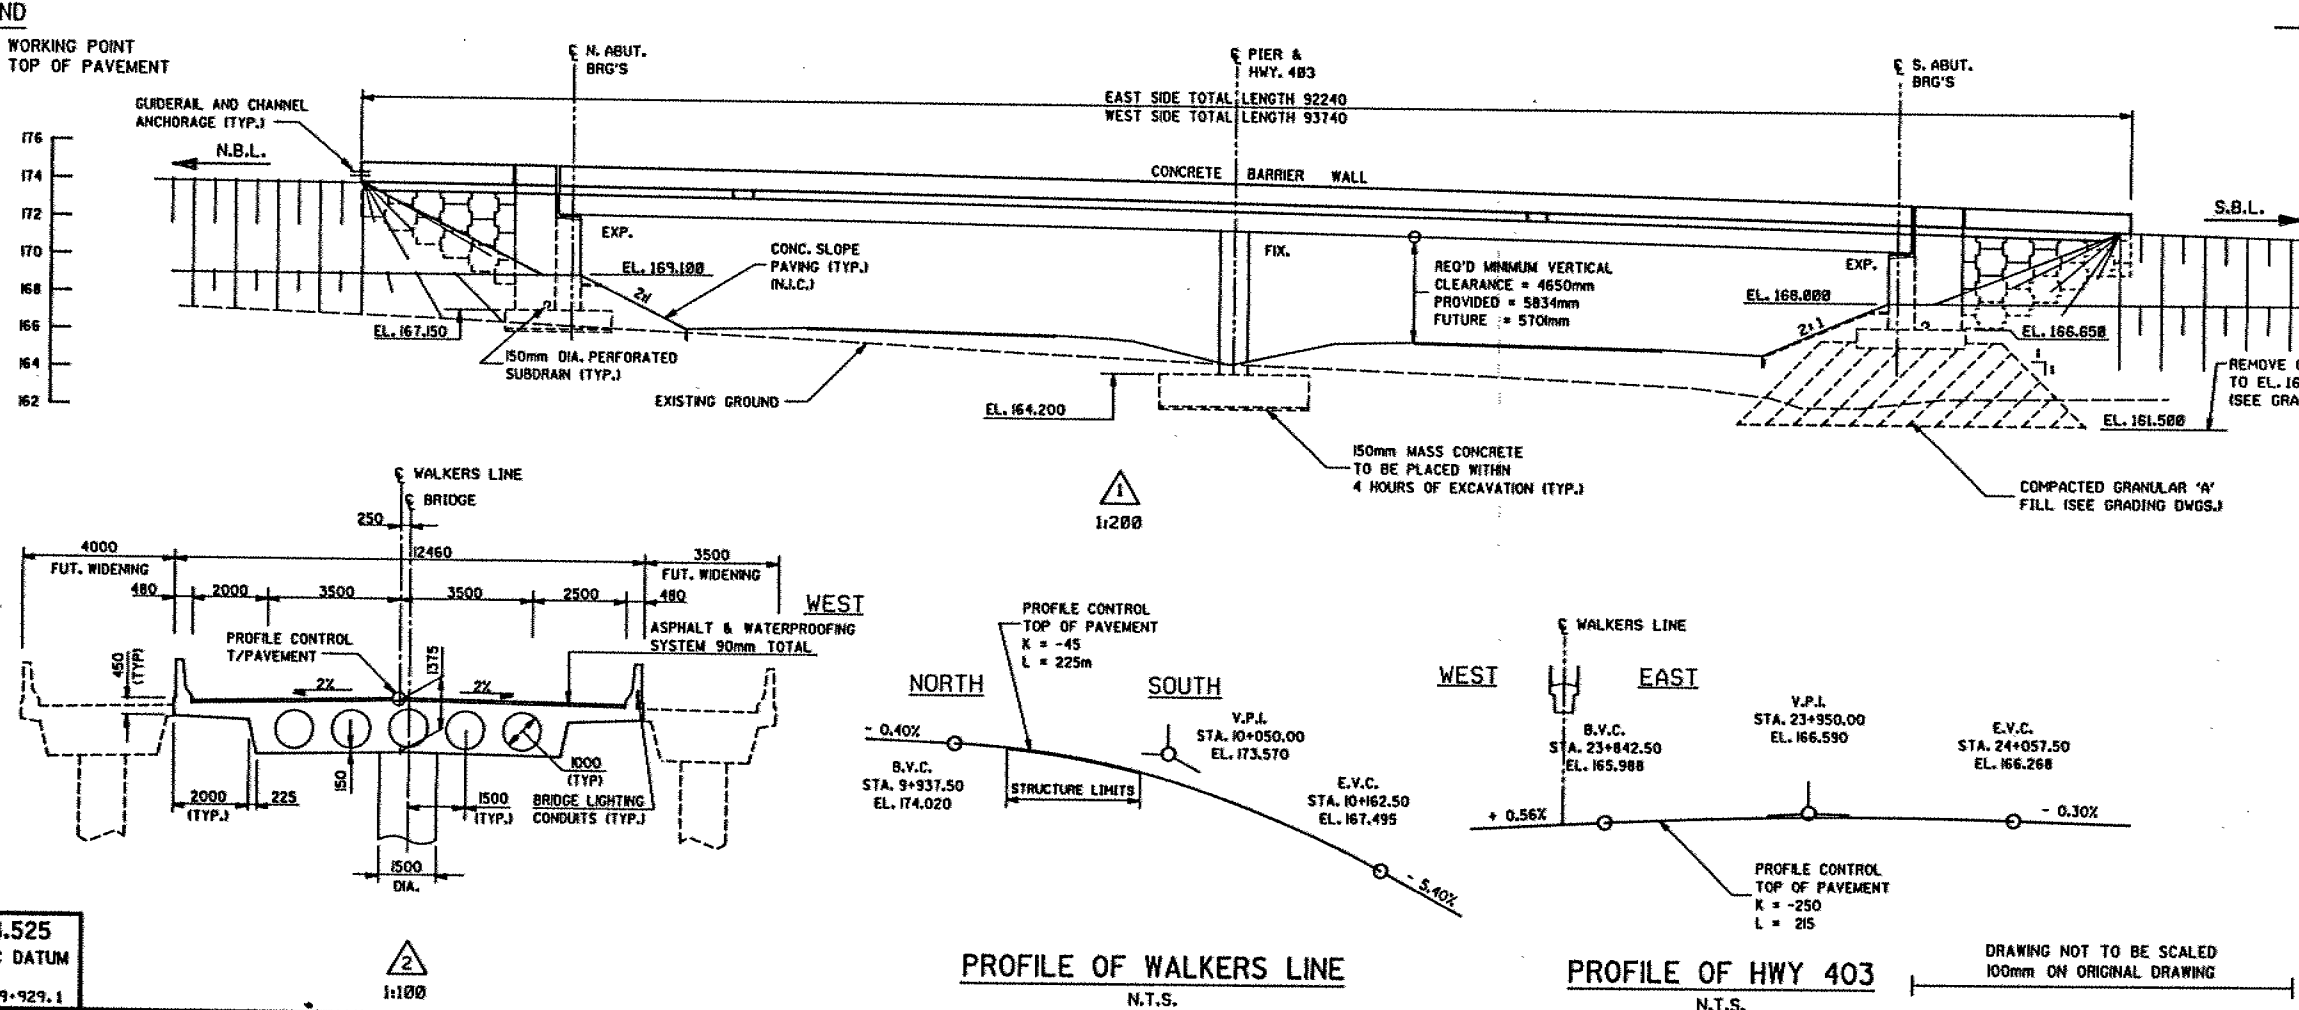 ND
WORKING POINT
TOP OF PAVEMENT
GUIDERAIL AND CHANNEL
ANCHORAGE (TYP.)
N.B.L.
176
174
172
170
168
166
164
162
℄ N. ABUT.
BRG'S
℄ PIER &
HWY. 403
℄ S. ABUT.
BRG'S
EAST SIDE TOTAL LENGTH 92240
WEST SIDE TOTAL LENGTH 93740
CONCRETE BARRIER WALL
S.B.L.
EXP.
FIX.
EXP.
CONC. SLOPE
PAVING (TYP.)
(N.I.C.)
EL. 169.100
2:1
EL. 167.150
150mm DIA. PERFORATED
SUBDRAIN (TYP.)
EXISTING GROUND
REQ'D MINIMUM VERTICAL
CLEARANCE = 4650mm
PROVIDED = 5834mm
FUTURE = 5701mm
EL. 168.000
2:1
EL. 166.650
EL. 164.200
EL. 161.500
REMOVE
TO EL. 16
(SEE GRA
150mm MASS CONCRETE
TO BE PLACED WITHIN
4 HOURS OF EXCAVATION (TYP.)
COMPACTED GRANULAR 'A'
FILL (SEE GRADING DWGS.)
1
1:200
℄ WALKERS LINE
℄ BRIDGE
250
4000
FUT. WIDENING
12460
3500
FUT. WIDENING
480
2000
3500
3500
2500
480
WEST
ASPHALT & WATERPROOFING
SYSTEM 90mm TOTAL
PROFILE CONTROL
T/PAVEMENT
450
(TYP)
1375
2%
2%
150
1000
(TYP)
2000
(TYP.)
225
1500
(TYP.)
BRIDGE LIGHTING
CONDUITS (TYP.)
1500
DIA.
2
1:100
.525
C DATUM
9+929.1
PROFILE CONTROL
TOP OF PAVEMENT
K = -45
L = 225m
NORTH
SOUTH
- 0.40%
B.V.C.
STA. 9+937.50
EL. 174.020
STRUCTURE LIMITS
V.P.I.
STA. 10+050.00
EL. 173.570
E.V.C.
STA. 10+162.50
EL. 167.495
- 5.40%
PROFILE OF WALKERS LINE
N.T.S.
℄ WALKERS LINE
WEST
EAST
B.V.C.
STA. 23+842.50
EL. 165.988
V.P.I.
STA. 23+950.00
EL. 166.590
E.V.C.
STA. 24+057.50
EL. 166.268
+ 0.56%
- 0.30%
PROFILE CONTROL
TOP OF PAVEMENT
K = -250
L = 215
PROFILE OF HWY 403
N.T.S.
DRAWING NOT TO BE SCALED
100mm ON ORIGINAL DRAWING